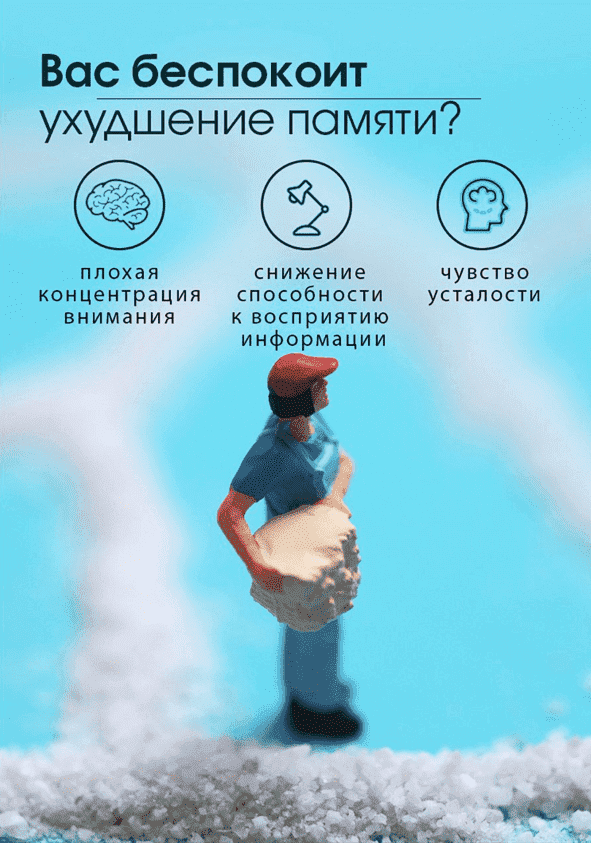 Вас беспокоит
ухудшение памяти?
плохая
концентрация
внимания
снижение
способности
к восприятию
информации
чувство
усталости